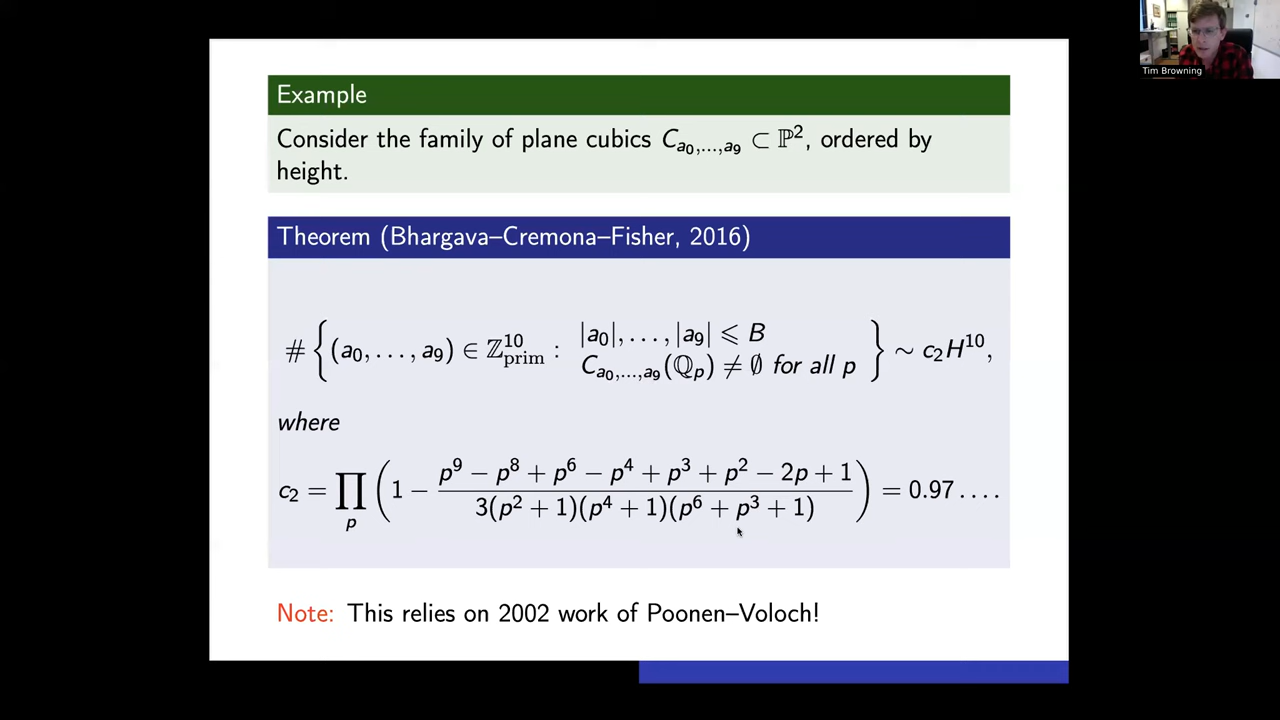 Tim Browning
Example
Consider the family of plane cubics C_{a_0,...,a_9} ⊂ ℙ², ordered by
height.
Theorem (Bhargava–Cremona–Fisher, 2016)
# { (a_0, ..., a_9) ∈ ℤ^{10}_{prim} : |a_0|, ..., |a_9| ⩽ B
C_{a_0,...,a_9}(ℚ_p) ≠ ∅ for all p } ~ c_2 H^{10},
where
c_2 = ∏_p ( 1 − (p^9 − p^8 + p^6 − p^4 + p^3 + p^2 − 2p + 1) / (3(p^2 + 1)(p^4 + 1)(p^6 + p^3 + 1)) ) = 0.97 . . . .
Note: This relies on 2002 work of Poonen–Voloch!